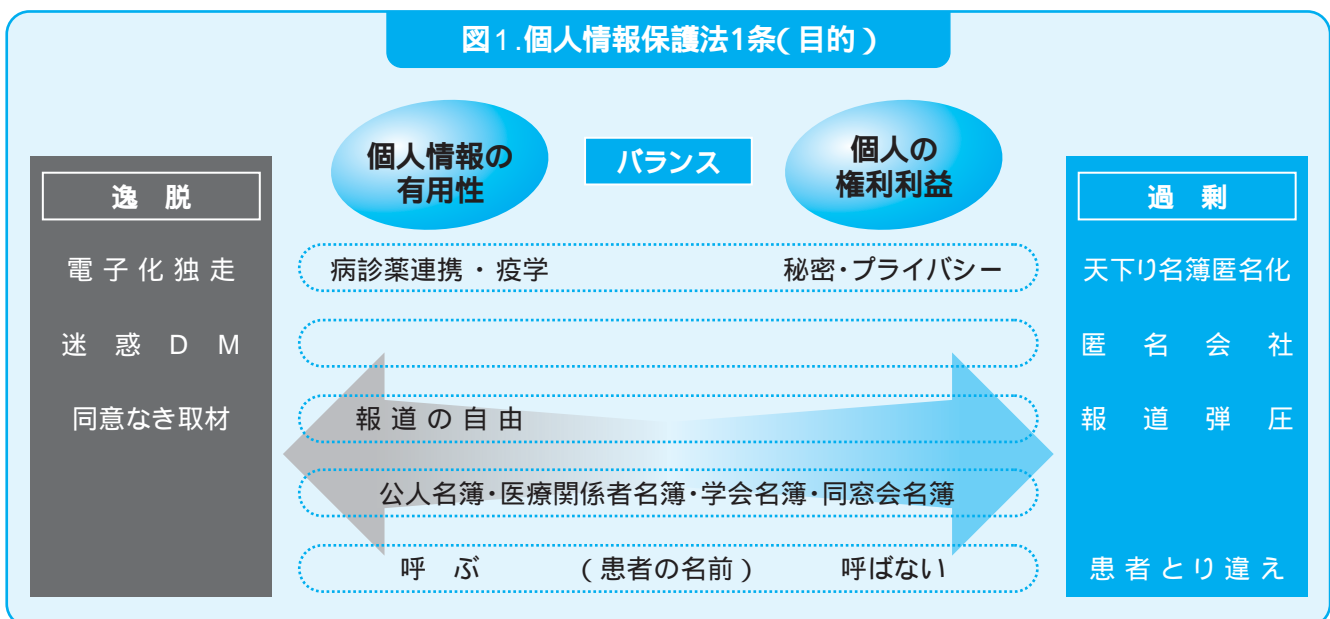 図1.個人情報保護法1条(目的)
個人情報の
有用性
バランス
個人の
権利利益
逸 脱
過 剰
電子化独走
病診薬連携・疫学
秘密・プライバシー
天下り名簿匿名化
迷惑DM
匿名会社
同意なき取材
報道の自由
報道弾圧
公人名簿・医療関係者名簿・学会名簿・同窓会名簿
呼 ぶ (患者の名前) 呼ばない
患者とり違え